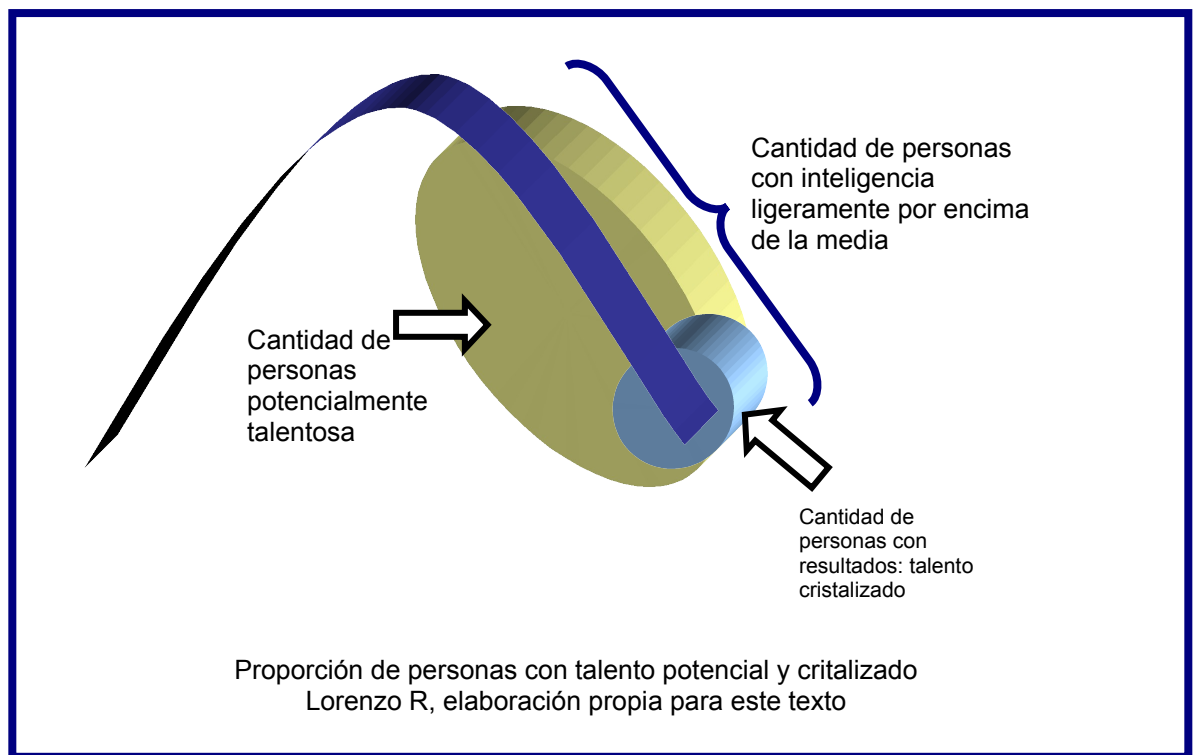 Cantidad de personas
con inteligencia
ligeramente por encima
de la media
Cantidad de
personas
potencialmente
talentosa
Cantidad de
personas con
resultados: talento
cristalizado
Proporción de personas con talento potencial y critalizado
Lorenzo R, elaboración propia para este texto